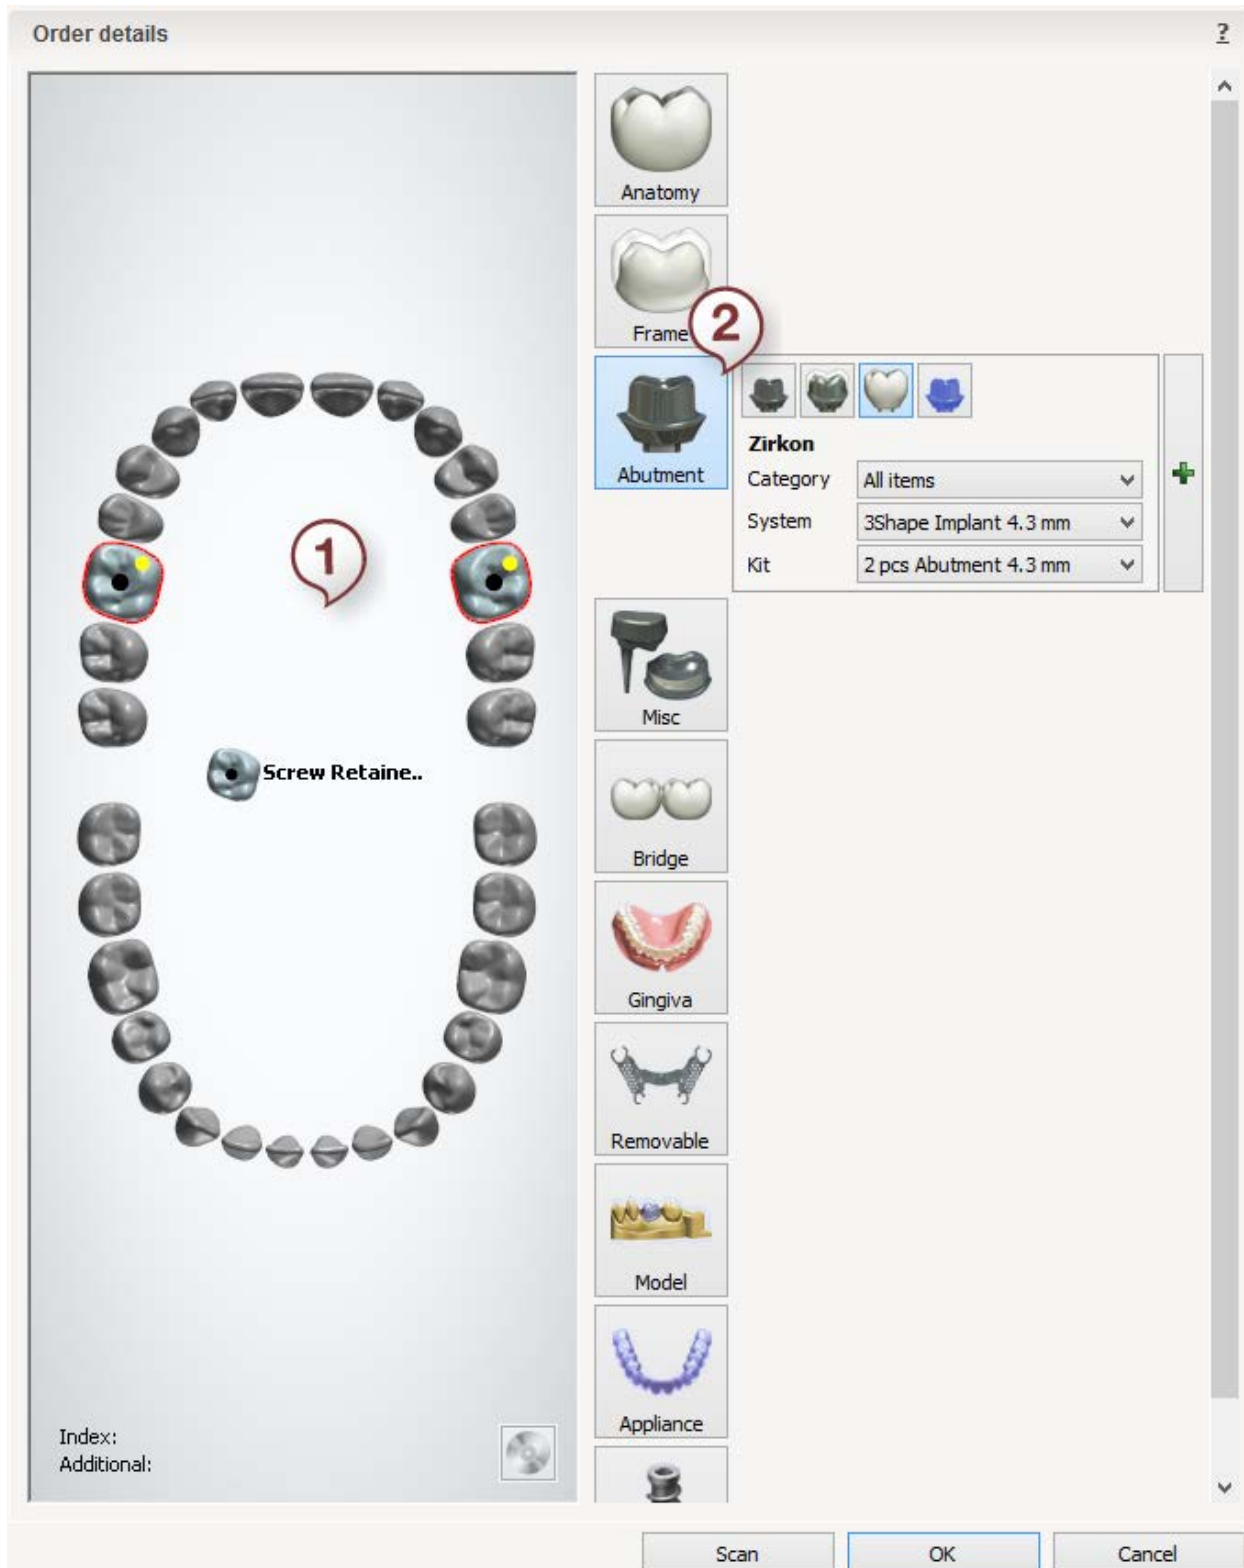 Order details
?
Anatomy
Frame
2
Abutment
Zirkon
Category All items
System 3Shape Implant 4.3 mm
Kit 2 pcs Abutment 4.3 mm
1
Misc
Screw Retaine..
Bridge
Gingiva
Removable
Model
Appliance
Index:
Additional:
Scan OK Cancel